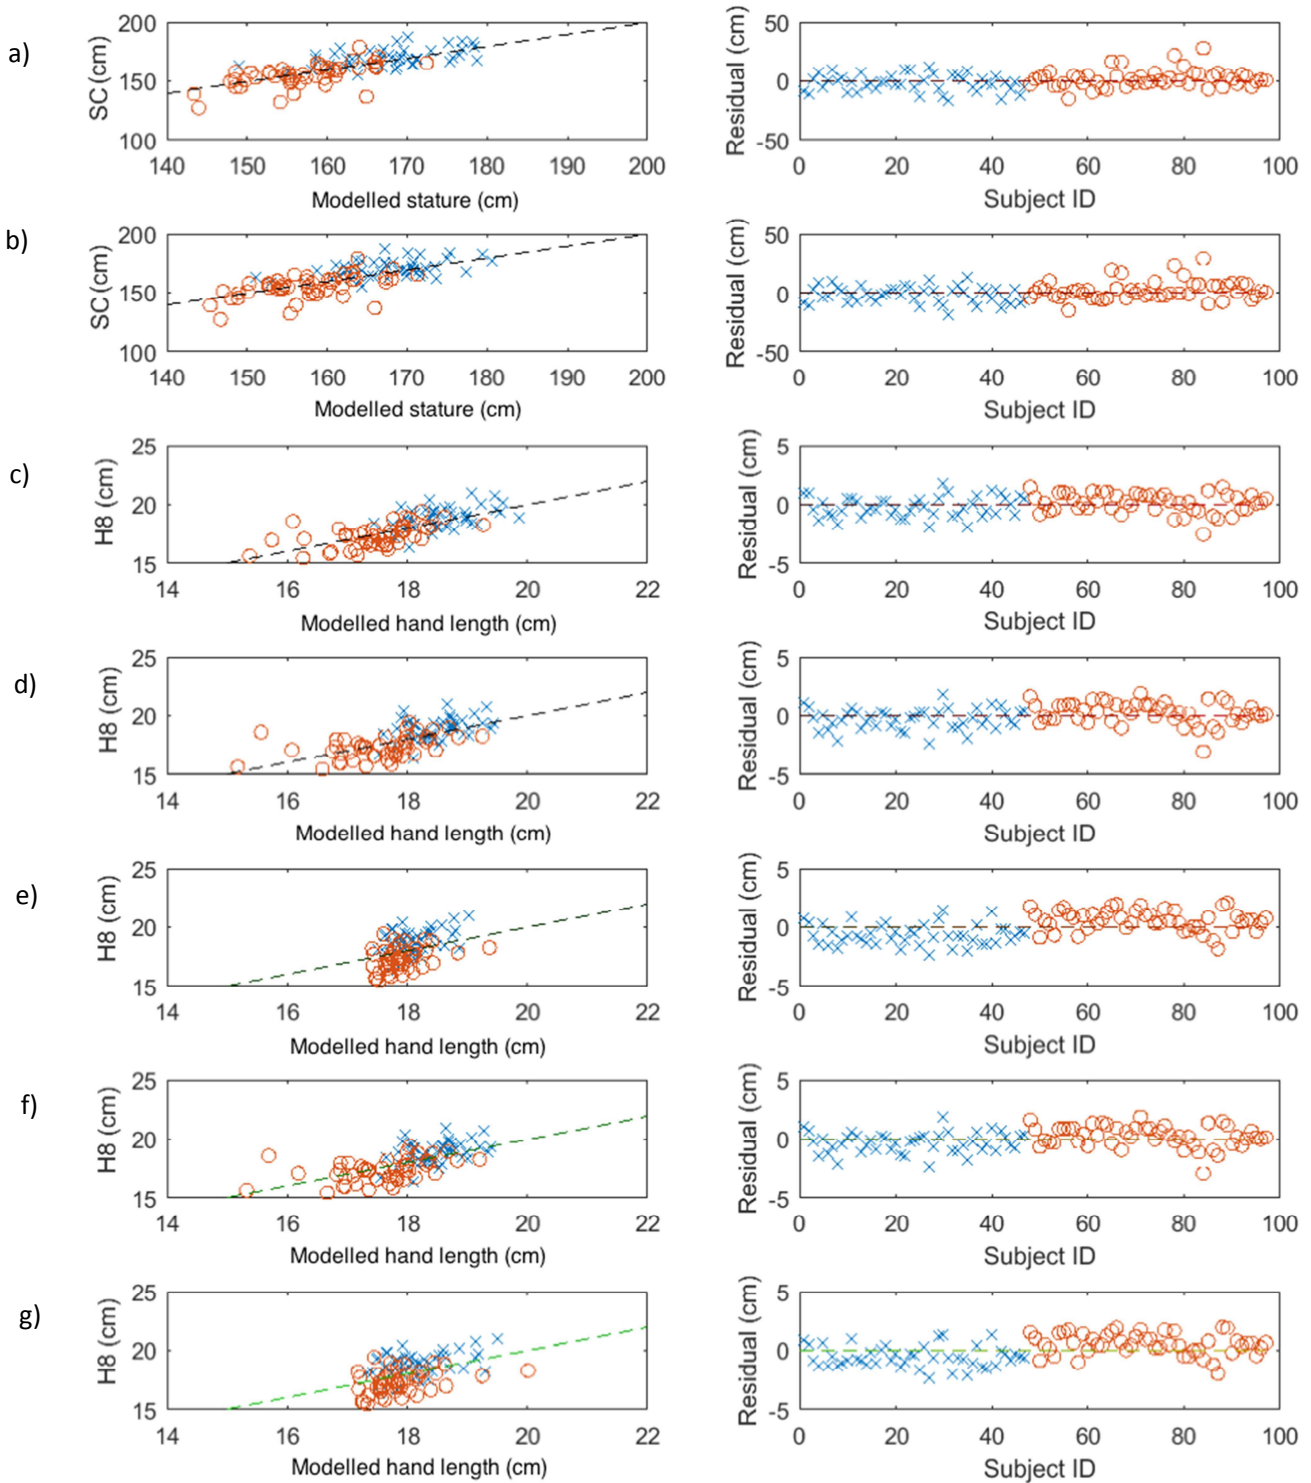 a)
SC (cm)
200
150
100
140 150 160 170 180 190 200
Modelled stature (cm)
Residual (cm)
50
0
-50
0 20 40 60 80 100
Subject ID
b)
SC (cm)
200
150
100
140 150 160 170 180 190 200
Modelled stature (cm)
Residual (cm)
50
0
-50
0 20 40 60 80 100
Subject ID
c)
H8 (cm)
25
20
15
14 16 18 20 22
Modelled hand length (cm)
Residual (cm)
5
0
-5
0 20 40 60 80 100
Subject ID
d)
H8 (cm)
25
20
15
14 16 18 20 22
Modelled hand length (cm)
Residual (cm)
5
0
-5
0 20 40 60 80 100
Subject ID
e)
H8 (cm)
25
20
15
14 16 18 20 22
Modelled hand length (cm)
Residual (cm)
5
0
-5
0 20 40 60 80 100
Subject ID
f)
H8 (cm)
25
20
15
14 16 18 20 22
Modelled hand length (cm)
Residual (cm)
5
0
-5
0 20 40 60 80 100
Subject ID
g)
H8 (cm)
25
20
15
14 16 18 20 22
Modelled hand length (cm)
Residual (cm)
5
0
-5
0 20 40 60 80 100
Subject ID